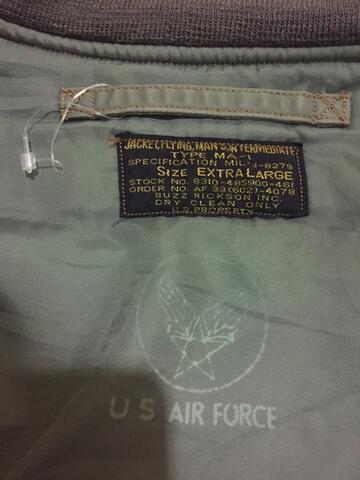 JACKET, FLYING, MAN'S, INTERMEDIATE
TYPE MA-1
SPECIFICATION MIL-J-8279
SIZE EXTRA LARGE
STOCK NO. 8310-485900-461
ORDER NO. AF 33(602)-4078
BUZZ RICKSON INC.
DRY CLEAN ONLY
U.S. PROPERTY
U.S. AIR FORCE